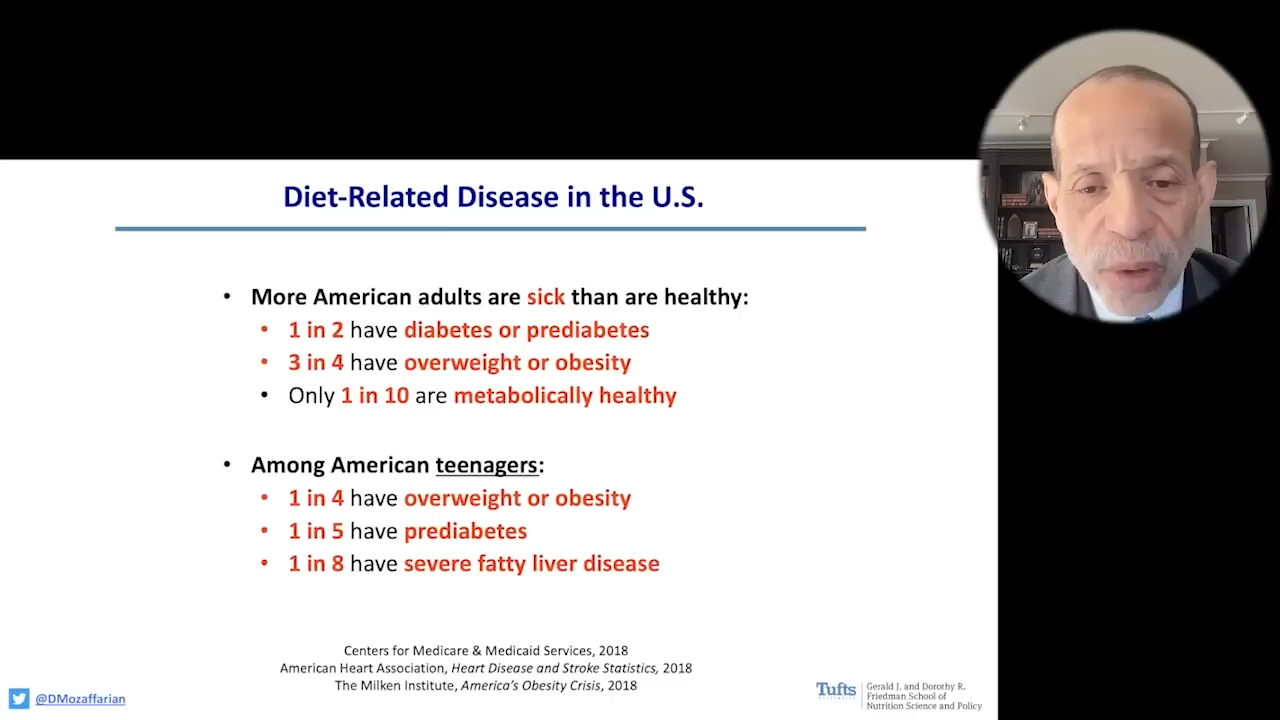 Diet-Related Disease in the U.S.
• More American adults are sick than are healthy:
• 1 in 2 have diabetes or prediabetes
• 3 in 4 have overweight or obesity
• Only 1 in 10 are metabolically healthy
• Among American teenagers:
• 1 in 4 have overweight or obesity
• 1 in 5 have prediabetes
• 1 in 8 have severe fatty liver disease
Centers for Medicare & Medicaid Services, 2018
American Heart Association, Heart Disease and Stroke Statistics, 2018
The Milken Institute, America's Obesity Crisis, 2018
@DMozaffarian
Tufts
Gerald J. and Dorothy R.
Friedman School of
Nutrition Science and Policy